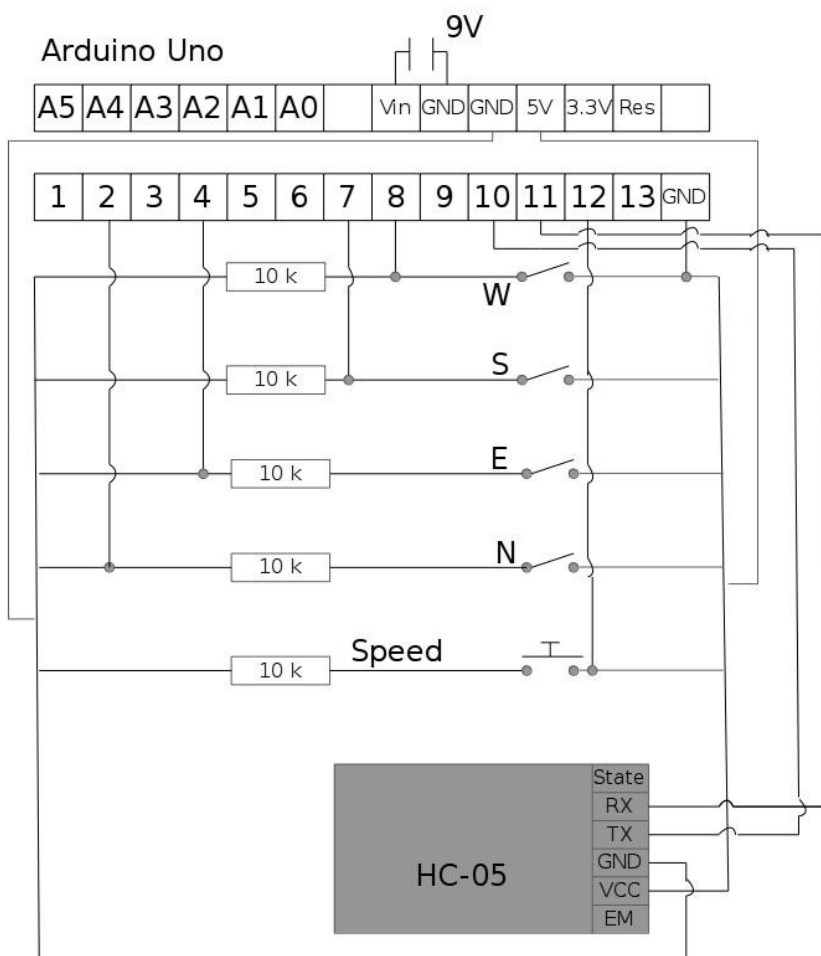 9V
Arduino Uno
A5 A4 A3 A2 A1 A0 Vin GND GND 5V 3.3V Res
1 2 3 4 5 6 7 8 9 10 11 12 13 GND
10 k
W
10 k
S
10 k
E
10 k
N
10 k
Speed
State
RX
TX
GND
HC-05
VCC
EM